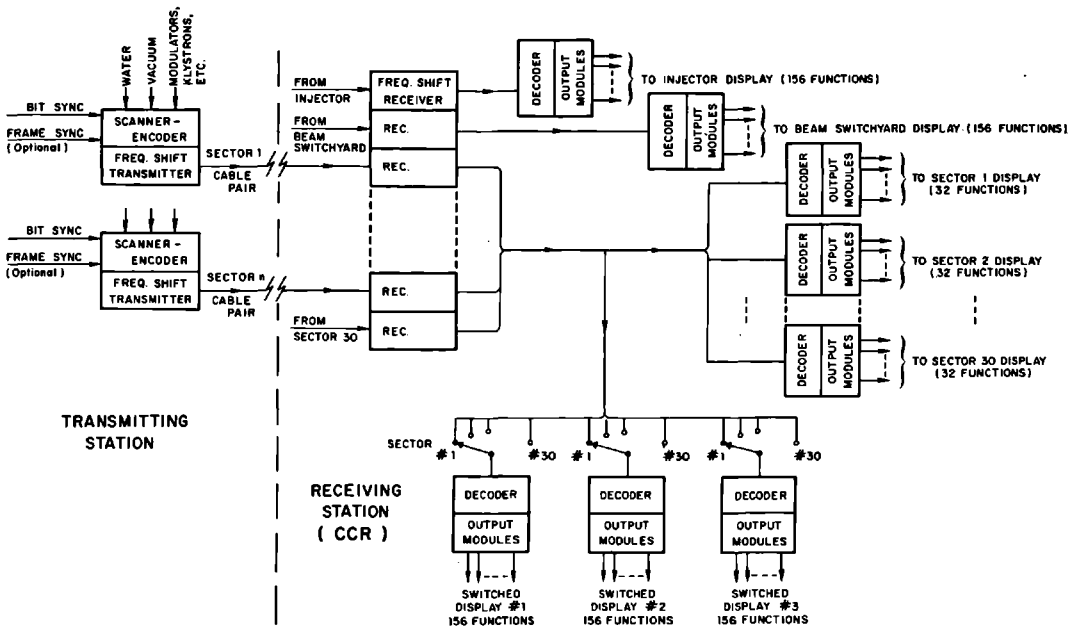 WATER
VACUUM
MODULATORS,
KLYSTRONS,
ETC.
BIT SYNC
FRAME SYNC
(Optional)
SCANNER-
ENCODER
FREQ. SHIFT
TRANSMITTER
SECTOR 1
CABLE
PAIR
BIT SYNC
FRAME SYNC
(Optional)
SCANNER-
ENCODER
FREQ. SHIFT
TRANSMITTER
SECTOR n
CABLE
PAIR
TRANSMITTING
STATION
FROM
INJECTOR
FREQ. SHIFT
RECEIVER
FROM
BEAM
SWITCHYARD
REC.
REC.
REC.
FROM
SECTOR 30
REC.
DECODER
OUTPUT
MODULES
TO INJECTOR DISPLAY (156 FUNCTIONS)
DECODER
OUTPUT
MODULES
TO BEAM SWITCHYARD DISPLAY (156 FUNCTIONS)
DECODER
OUTPUT
MODULES
TO SECTOR 1 DISPLAY
(32 FUNCTIONS)
DECODER
OUTPUT
MODULES
TO SECTOR 2 DISPLAY
(32 FUNCTIONS)
DECODER
OUTPUT
MODULES
TO SECTOR 30 DISPLAY
(32 FUNCTIONS)
RECEIVING
STATION
( CCR )
SECTOR
#1
#30
#1
#30
#1
#30
DECODER
OUTPUT
MODULES
SWITCHED
DISPLAY #1
156 FUNCTIONS
DECODER
OUTPUT
MODULES
SWITCHED
DISPLAY #2
156 FUNCTIONS
DECODER
OUTPUT
MODULES
SWITCHED
DISPLAY #3
156 FUNCTIONS